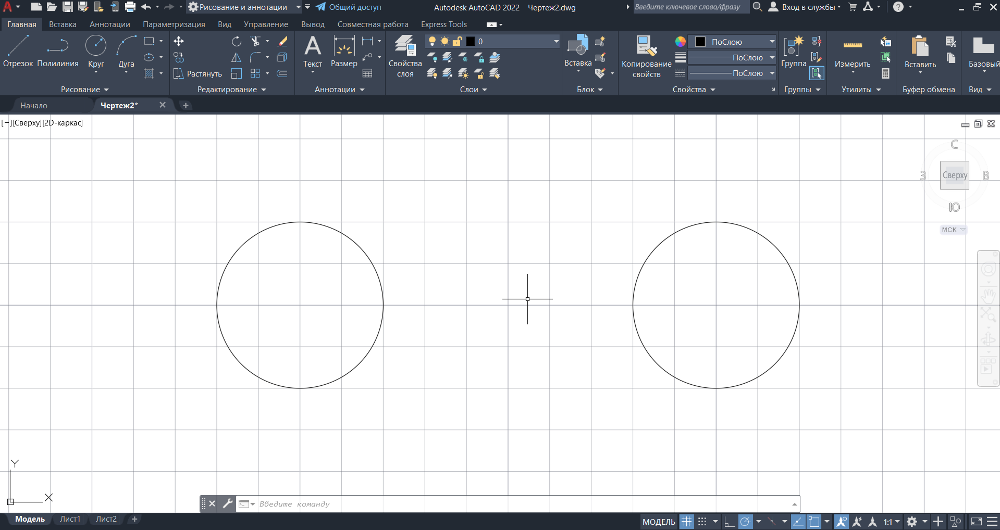 Рисование и аннотации
Общий доступ
Autodesk AutoCAD 2022 Чертеж2.dwg
Введите ключевое слово/фразу
Вход в службы
Главная Вставка Аннотации Параметризация Вид Управление Вывод Совместная работа Express Tools
0
ПоСлою
ПоСлою
ПоСлою
Отрезок Полилиния Круг Дуга
Растянуть
Текст Размер
Свойства
слоя
Вставка
Копирование
свойств
Группа
Измерить
Вставить
Базовый
Рисование Редактирование Аннотации Слои Блок Свойства Группы Утилиты Буфер обмена Вид
Начало Чертеж2*
[−][Сверху][2D-каркас]
С
З Сверху В
Ю
МСК
Y
X
Введите команду
Модель Лист1 Лист2
МОДЕЛЬ
1:1